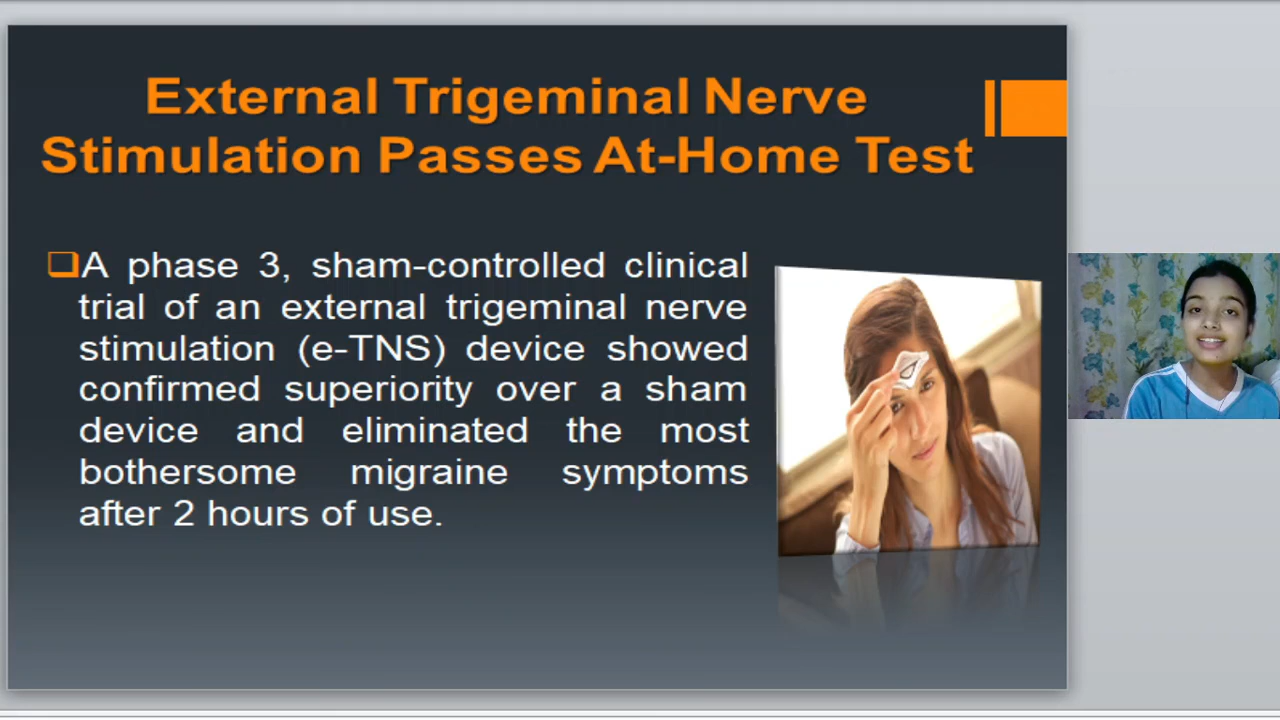 External Trigeminal Nerve
Stimulation Passes At-Home Test
❑A phase 3, sham-controlled clinical
trial of an external trigeminal nerve
stimulation (e-TNS) device showed
confirmed superiority over a sham
device and eliminated the most
bothersome migraine symptoms
after 2 hours of use.